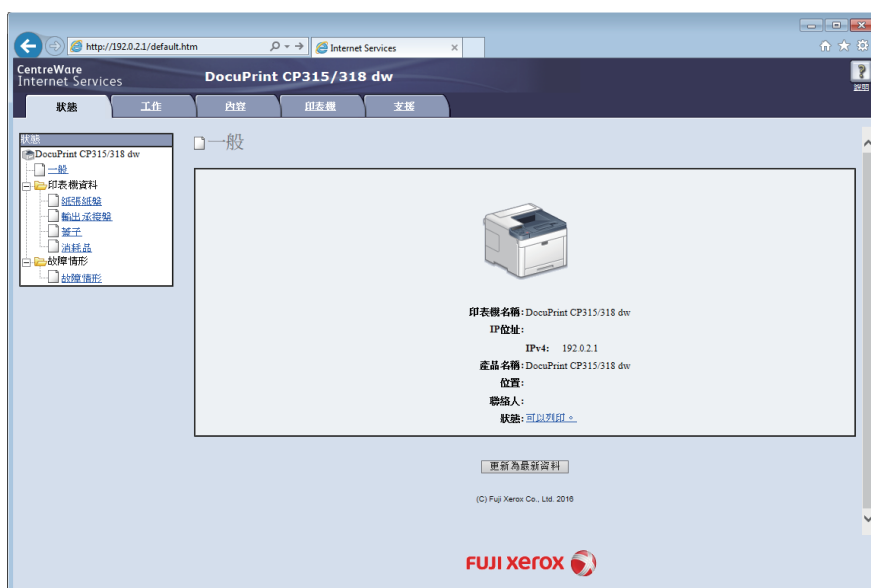 http://192.0.2.1/default.htm
Internet Services
CentreWare
Internet Services
DocuPrint CP315/318 dw
?
說明
狀態
工作
內容
印表機
支援
狀態
DocuPrint CP315/318 dw
一般
印表機資料
紙張紙盤
輸出承接盤
蓋子
消耗品
故障情形
故障情形
一般
印表機名稱: DocuPrint CP315/318 dw
IP位址:
IPv4: 192.0.2.1
產品名稱: DocuPrint CP315/318 dw
位置:
聯絡人:
狀態: 可以列印。
更新為最新資料
(C) Fuji Xerox Co., Ltd. 2016
FUJI xerox